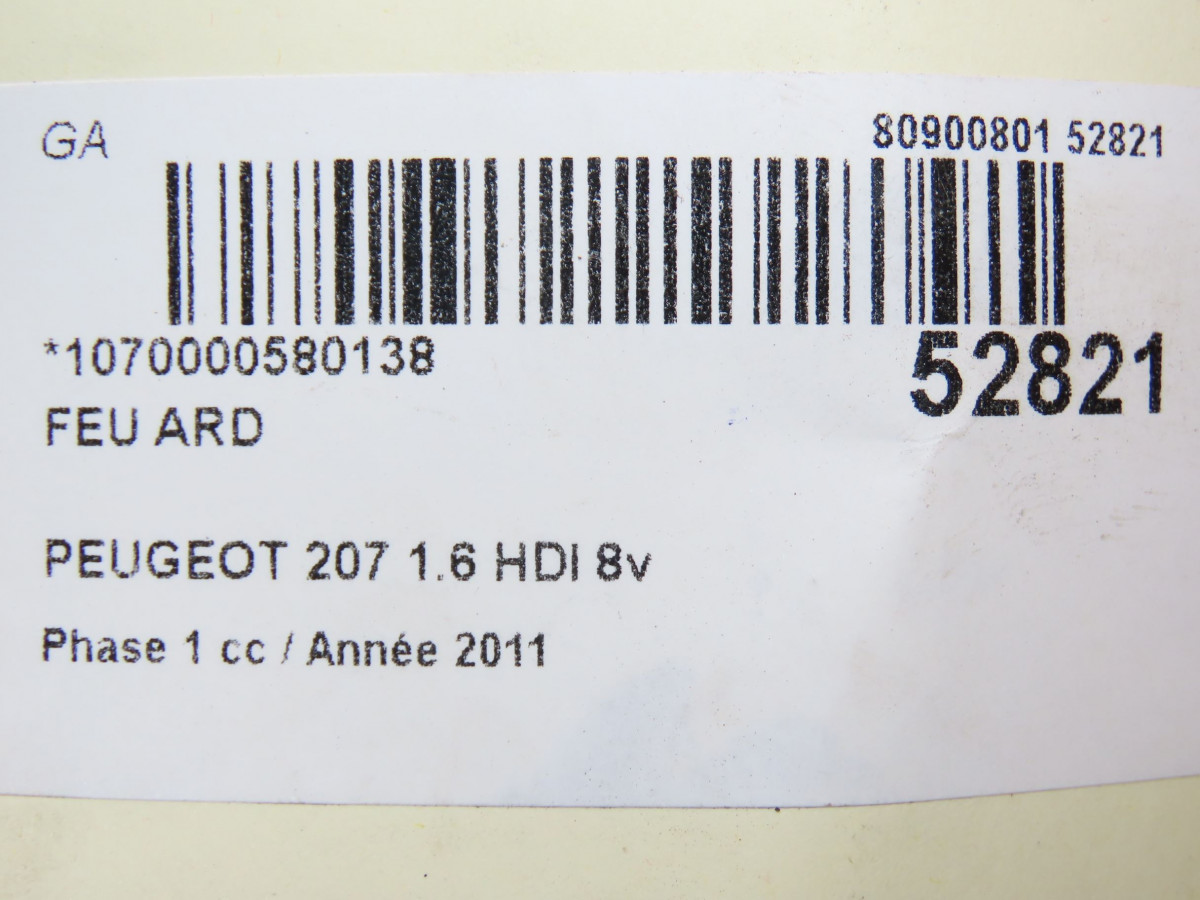 GA
80900801 52821
*1070000580138
52821
FEU ARD
PEUGEOT 207 1.6 HDI 8v
Phase 1 cc / Année 2011